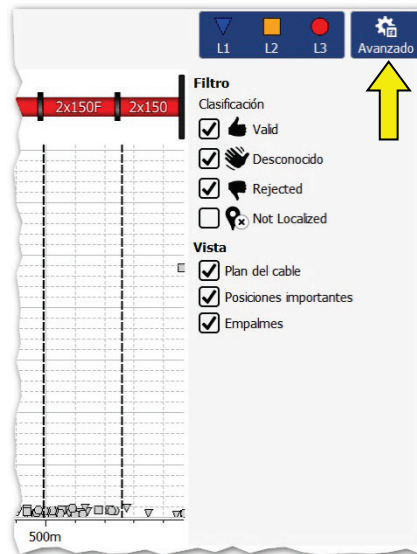 L1 L2 L3 Avanzado
2x150F 2x150
Filtro
Clasificación
Valid
Desconocido
Rejected
Not Localized
Vista
Plan del cable
Posiciones importantes
Empalmes
500m